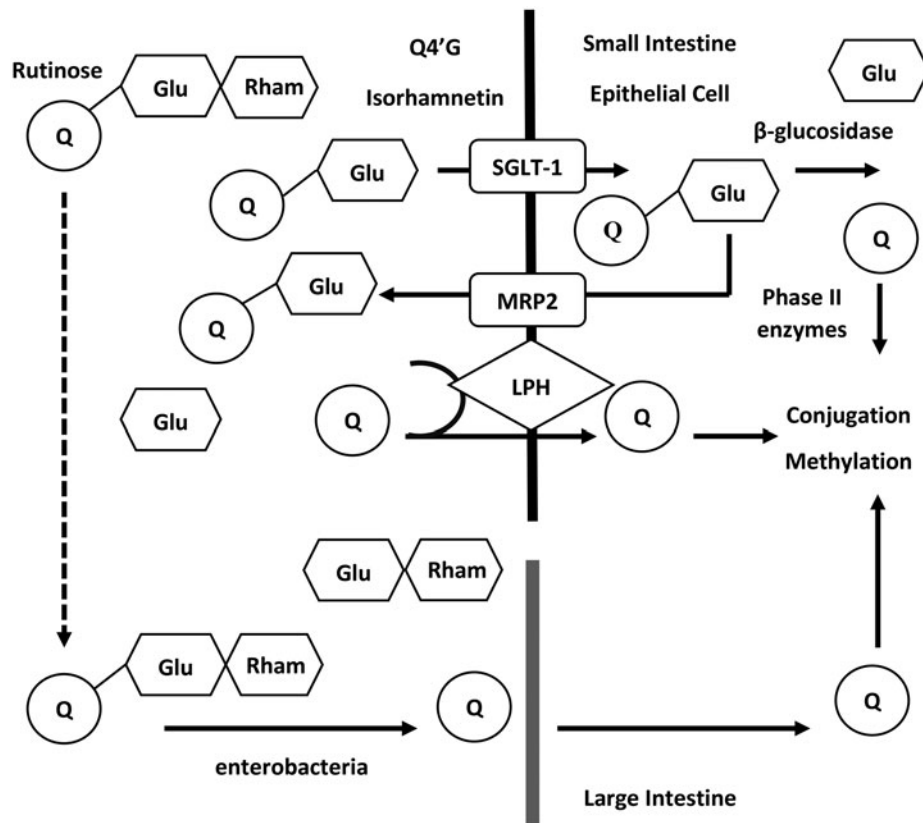 Rutinose
Glu
Rham
Q
Q4'G
Isorhamnetin
Small Intestine
Epithelial Cell
Glu
β-glucosidase
Glu
Q
SGLT-1
Glu
Q
Q
Glu
Q
MRP2
Phase II
enzymes
Glu
Q
LPH
Q
Conjugation
Methylation
Glu
Rham
Glu
Rham
Q
enterobacteria
Q
Q
Large Intestine